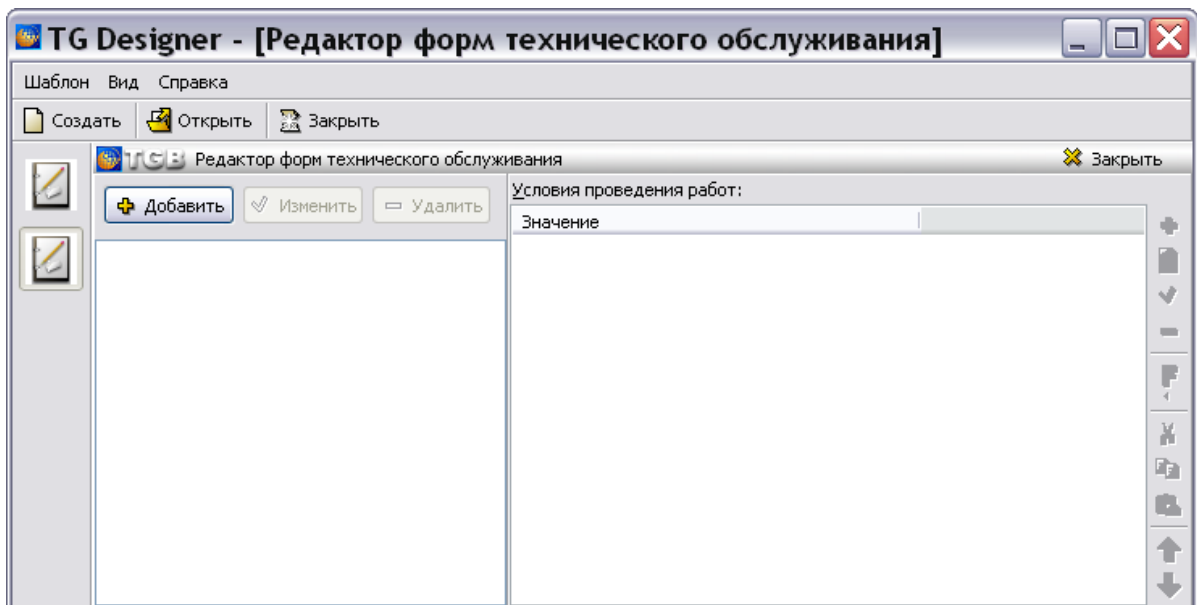 TG Designer - [Редактор форм технического обслуживания]
Шаблон Вид Справка
Создать Открыть Закрыть
TGB Редактор форм технического обслуживания Закрыть
Добавить Изменить Удалить
Условия проведения работ:
Значение